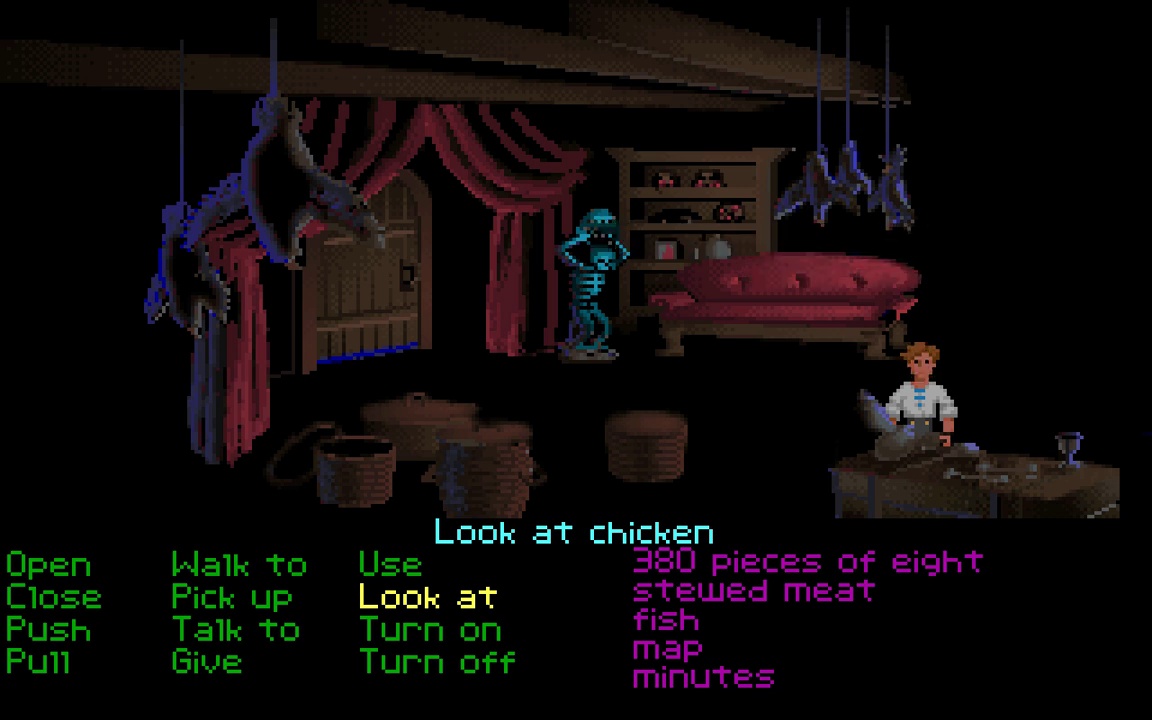 Look at chicken
Open Walk to Use 380 pieces of eight
Close Pick up Look at stewed meat
Push Talk to Turn on fish
Pull Give Turn off map
minutes